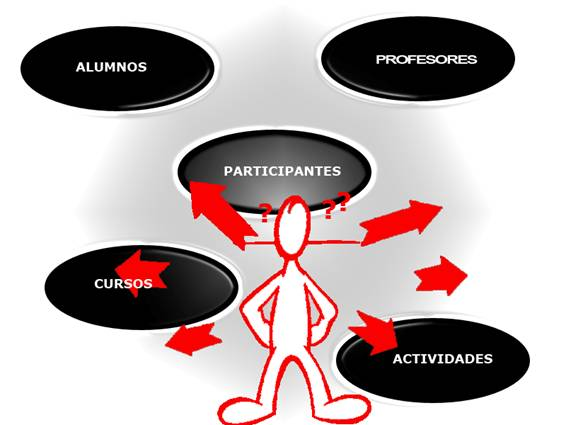 ALUMNOS
PROFESORES
PARTICIPANTES
?
??
CURSOS
ACTIVIDADES